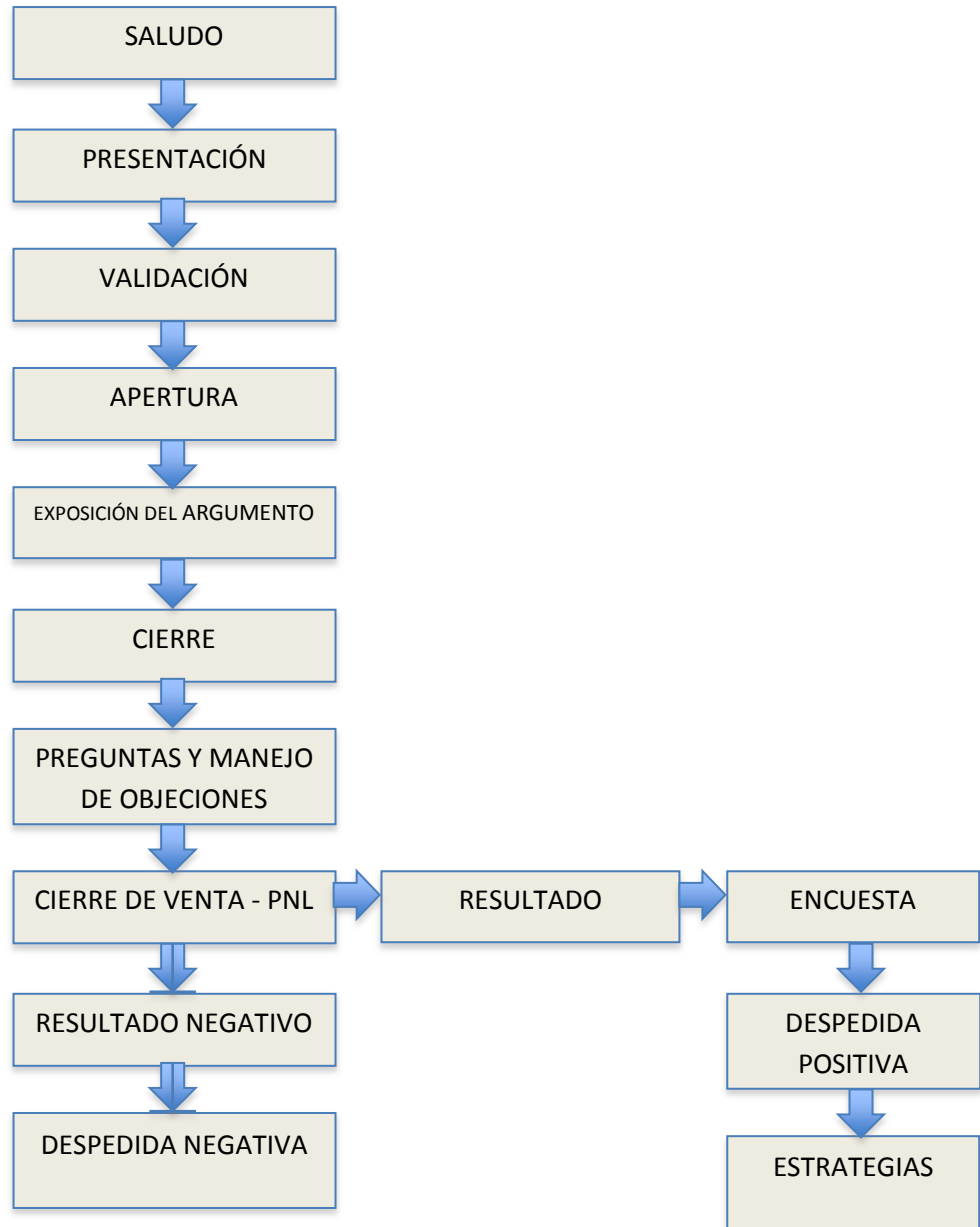 SALUDO
PRESENTACIÓN
VALIDACIÓN
APERTURA
EXPOSICIÓN DEL ARGUMENTO
CIERRE
PREGUNTAS Y MANEJO
DE OBJECIONES
CIERRE DE VENTA - PNL
RESULTADO
ENCUESTA
RESULTADO NEGATIVO
DESPEDIDA
POSITIVA
DESPEDIDA NEGATIVA
ESTRATEGIAS